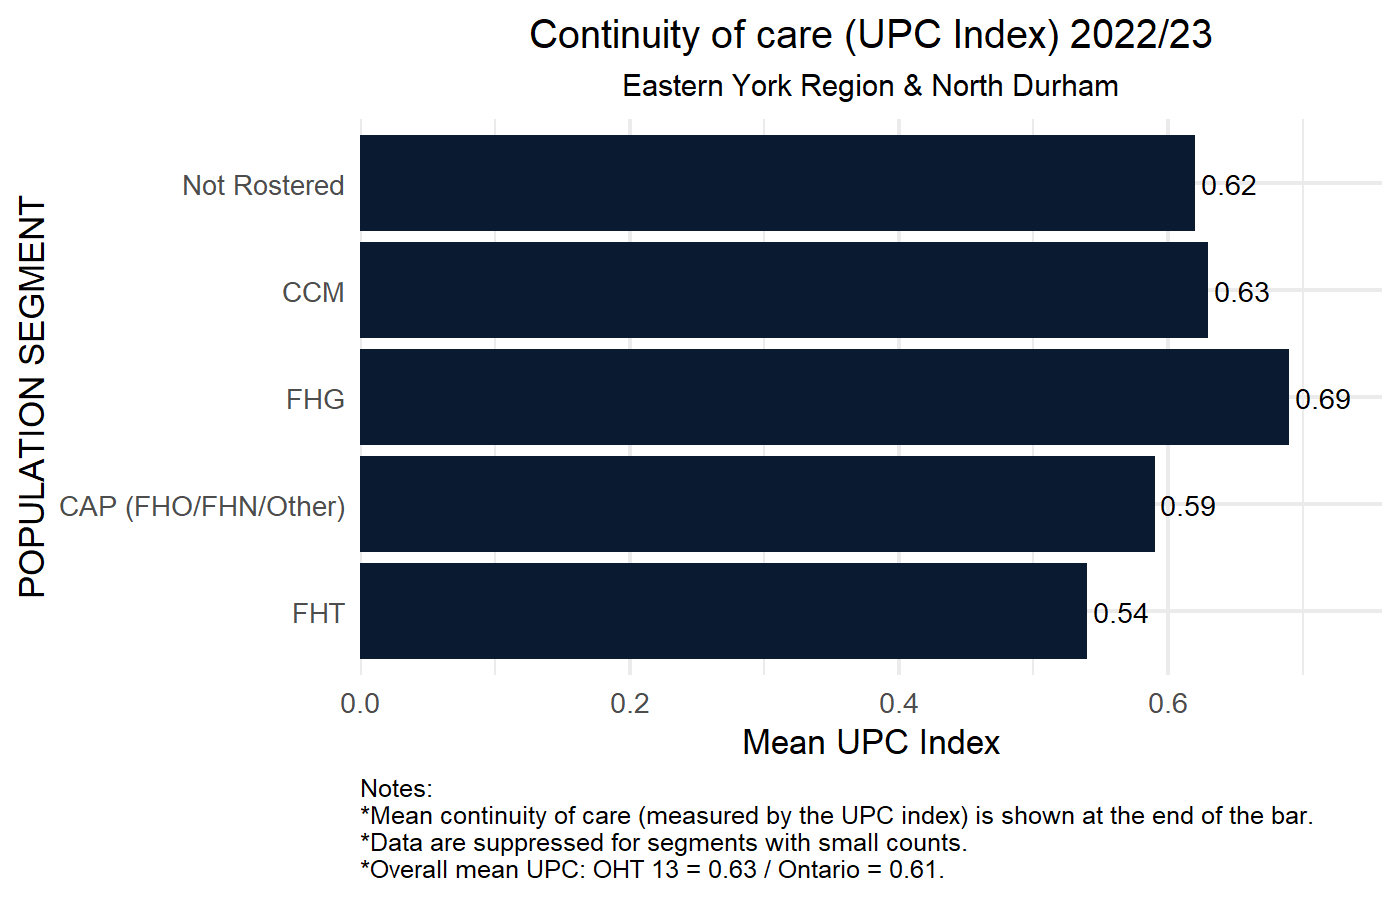 Continuity of care (UPC Index) 2022/23
Eastern York Region & North Durham
POPULATION SEGMENT
Not Rostered
0.62
CCM
0.63
FHG
0.69
CAP (FHO/FHN/Other)
0.59
FHT
0.54
0.0
0.2
0.4
0.6
Mean UPC Index
Notes:
*Mean continuity of care (measured by the UPC index) is shown at the end of the bar.
*Data are suppressed for segments with small counts.
*Overall mean UPC: OHT 13 = 0.63 / Ontario = 0.61.